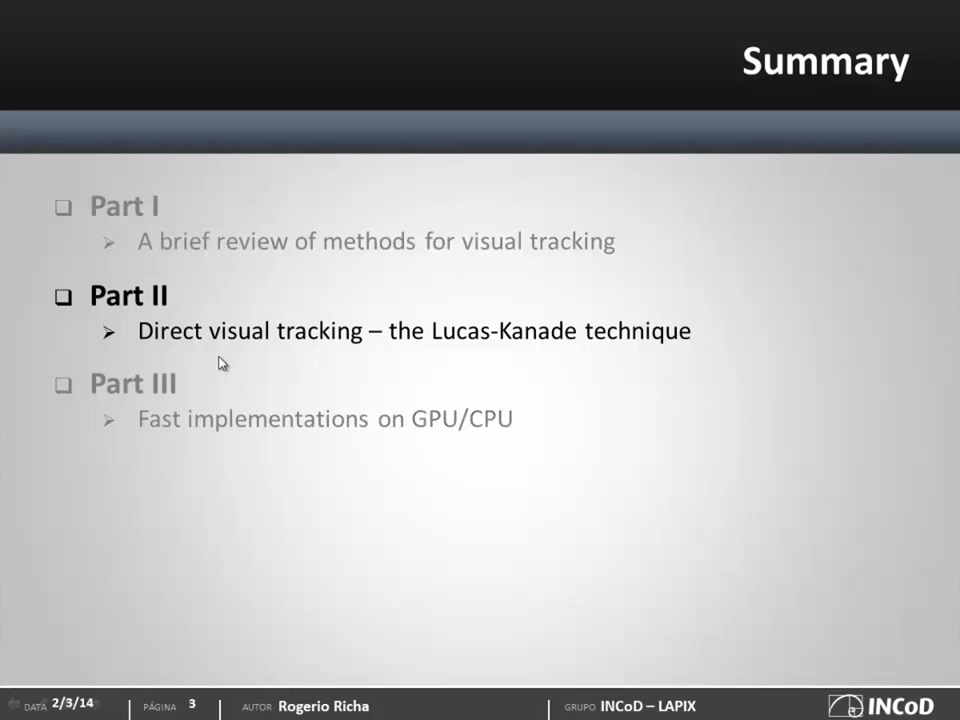 Summary
Part I
A brief review of methods for visual tracking
Part II
Direct visual tracking – the Lucas-Kanade technique
Part III
Fast implementations on GPU/CPU
DATA 2/3/14 PÁGINA 3 AUTOR Rogerio Richa GRUPO INCoD – LAPIX INCoD